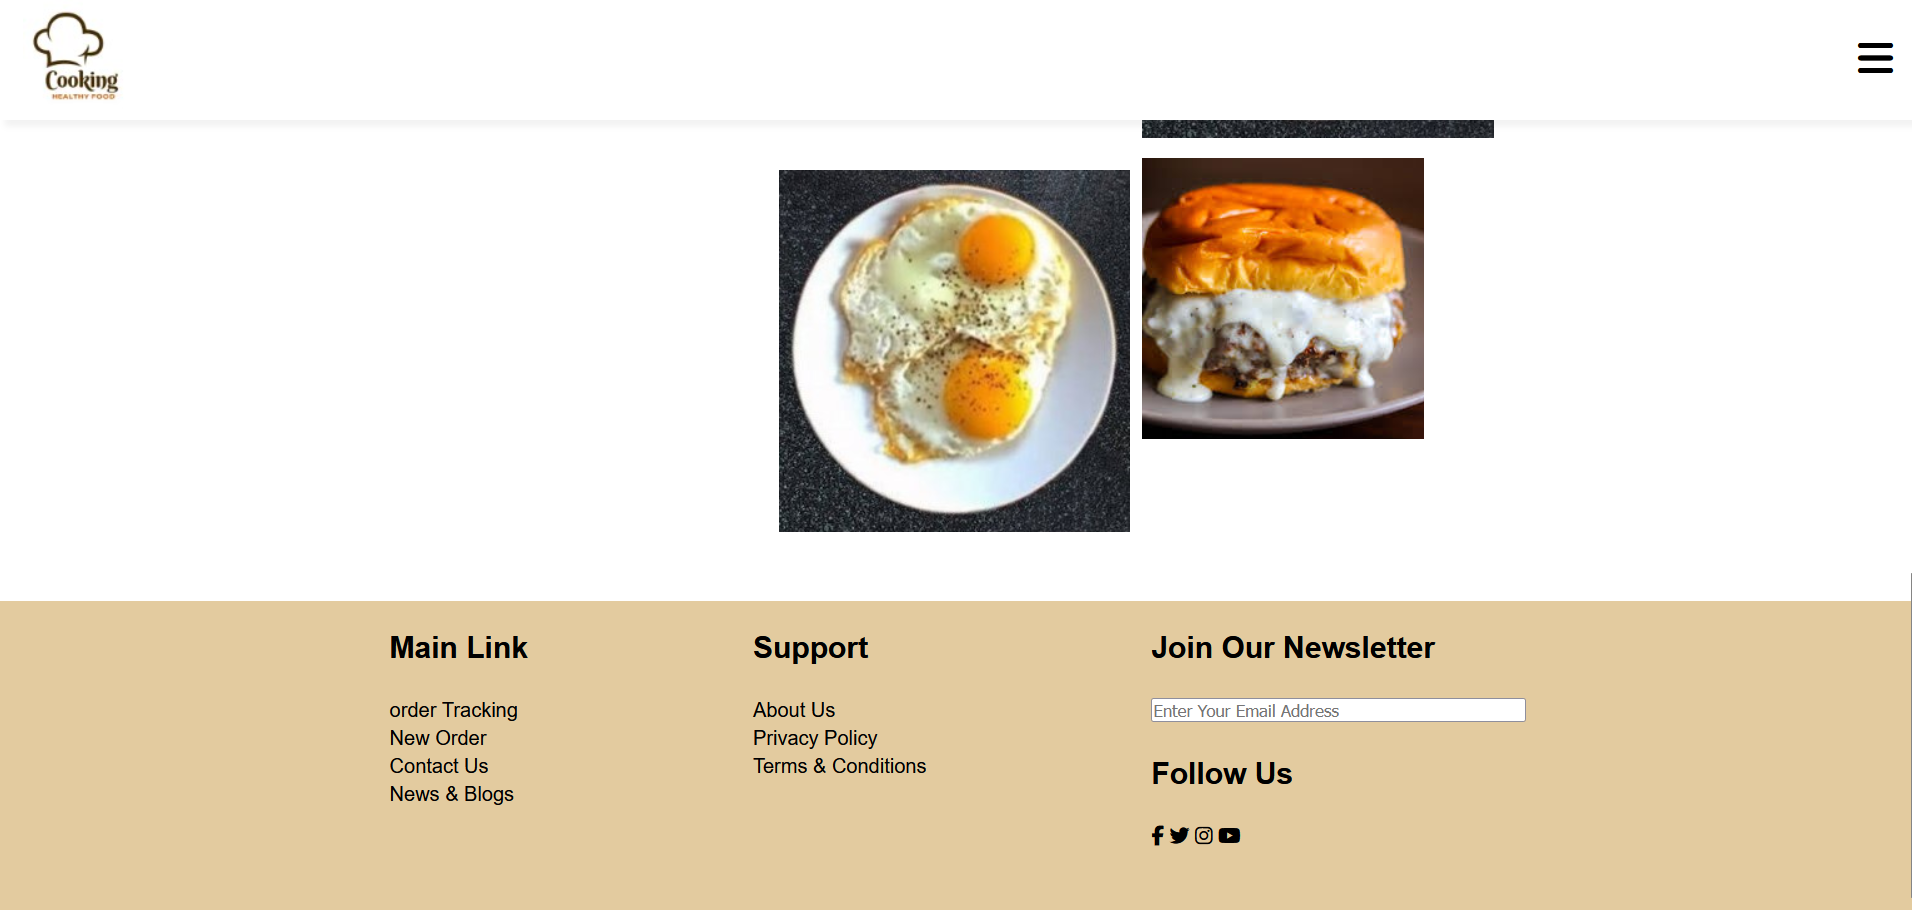 Cooking
HEALTHY FOOD
Main Link
order Tracking
New Order
Contact Us
News & Blogs
Support
About Us
Privacy Policy
Terms & Conditions
Join Our Newsletter
Enter Your Email Address
Follow Us